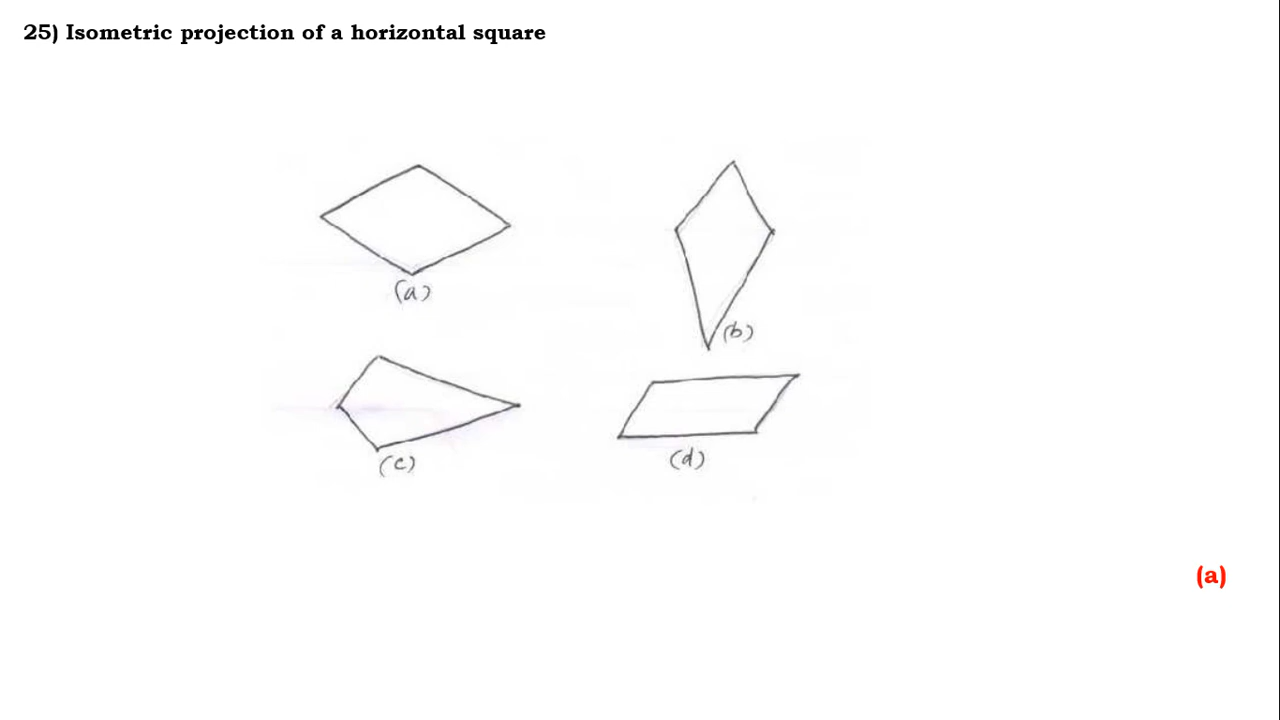 25) Isometric projection of a horizontal square
(a)
(b)
(c)
(d)
(a)